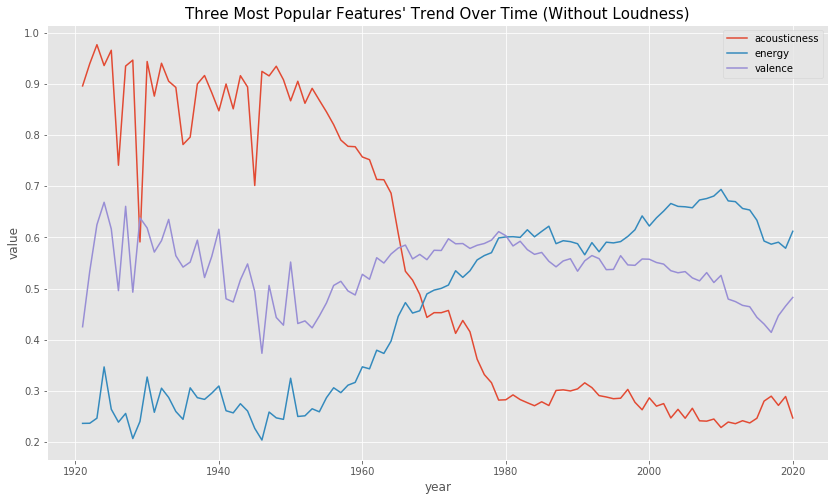 Three Most Popular Features' Trend Over Time (Without Loudness)
acousticness
energy
valence
value
1.0
0.9
0.8
0.7
0.6
0.5
0.4
0.3
0.2
1920
1940
1960
1980
2000
2020
year